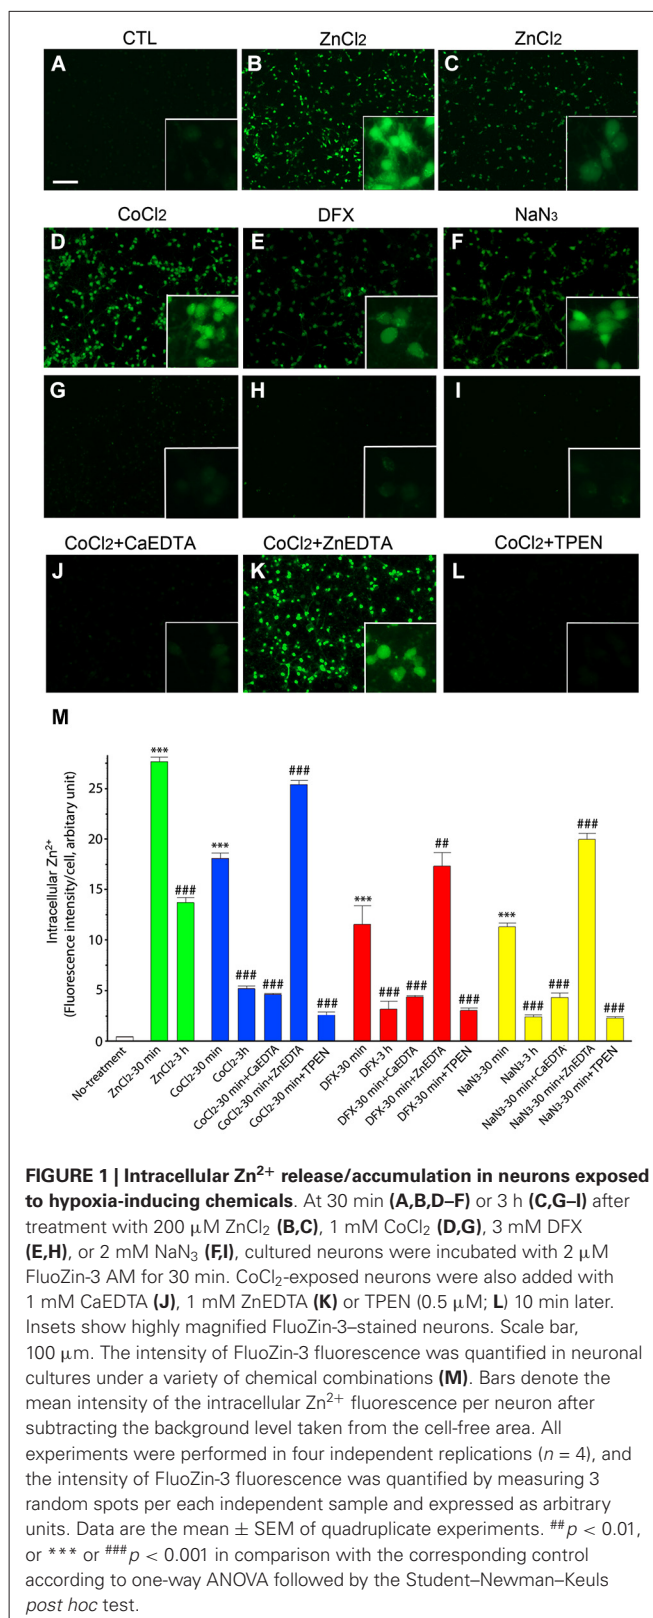 CTL ZnCl2 ZnCl2
A B C
CoCl2 DFX NaN3
D E F
G H I
CoCl2+CaEDTA CoCl2+ZnEDTA CoCl2+TPEN
J K L
M
Intracellular Zn²⁺
(Fluorescence intensity/cell, arbitary unit)
25
20
15
10
5
0
*** ### *** ### ### ### ### *** ### ### ## ### *** ### ### ### ###
No-treatment
ZnCl2-30 min
ZnCl2-3 h
CoCl2-30 min
CoCl2-3h
CoCl2-30 min+CaEDTA
CoCl2-30 min+ZnEDTA
CoCl2-30 min+TPEN
DFX-30 min
DFX-3 h
DFX-30 min+CaEDTA
DFX-30 min+ZnEDTA
DFX-30 min+TPEN
NaN3-30 min
NaN3-3 h
NaN3-30 min+CaEDTA
NaN3-30 min+ZnEDTA
NaN3-30 min+TPEN
FIGURE 1 | Intracellular Zn²⁺ release/accumulation in neurons exposed
to hypoxia-inducing chemicals. At 30 min (A,B,D–F) or 3 h (C,G–I) after
treatment with 200 μM ZnCl₂ (B,C), 1 mM CoCl₂ (D,G), 3 mM DFX
(E,H), or 2 mM NaN₃ (F,I), cultured neurons were incubated with 2 μM
FluoZin-3 AM for 30 min. CoCl₂-exposed neurons were also added with
1 mM CaEDTA (J), 1 mM ZnEDTA (K) or TPEN (0.5 μM; L) 10 min later.
Insets show highly magnified FluoZin-3–stained neurons. Scale bar,
100 μm. The intensity of FluoZin-3 fluorescence was quantified in neuronal
cultures under a variety of chemical combinations (M). Bars denote the
mean intensity of the intracellular Zn²⁺ fluorescence per neuron after
subtracting the background level taken from the cell-free area. All
experiments were performed in four independent replications (n = 4), and
the intensity of FluoZin-3 fluorescence was quantified by measuring 3
random spots per each independent sample and expressed as arbitrary
units. Data are the mean ± SEM of quadruplicate experiments. ##p < 0.01,
or *** or ###p < 0.001 in comparison with the corresponding control
according to one-way ANOVA followed by the Student–Newman–Keuls
post hoc test.